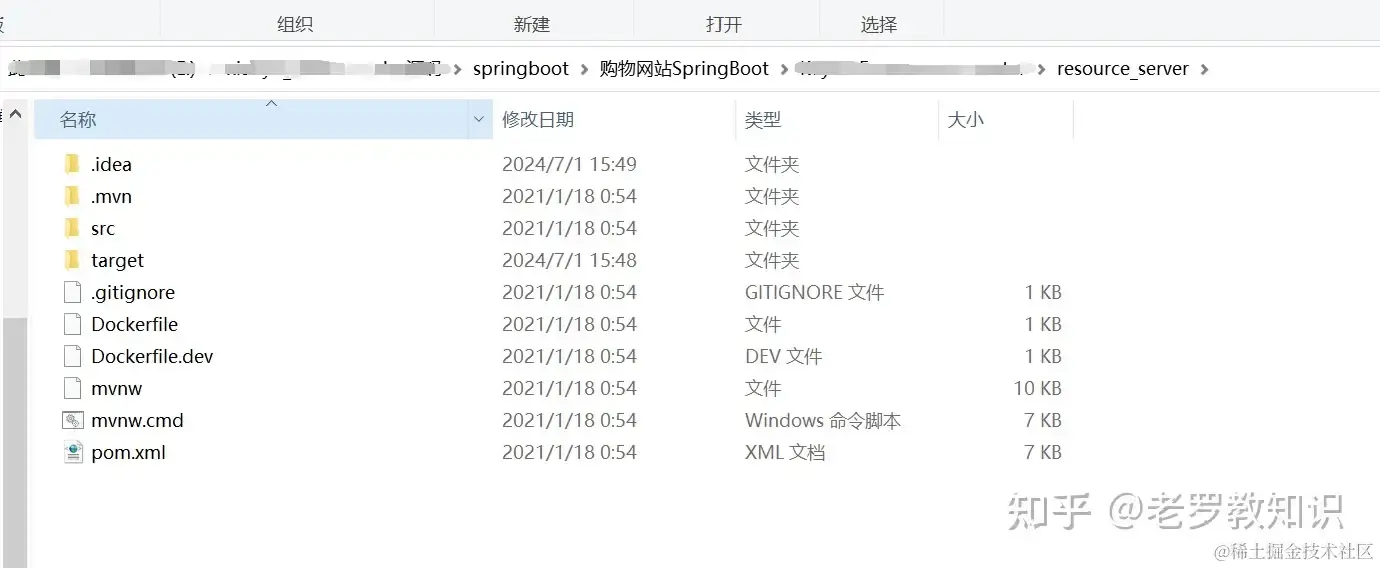 组织 新建 打开 选择
springboot > 购物网站SpringBoot > > resource_server >
名称 修改日期 类型 大小
.idea 2024/7/1 15:49 文件夹
.mvn 2021/1/18 0:54 文件夹
src 2021/1/18 0:54 文件夹
target 2024/7/1 15:48 文件夹
.gitignore 2021/1/18 0:54 GITIGNORE 文件 1 KB
Dockerfile 2021/1/18 0:54 文件 1 KB
Dockerfile.dev 2021/1/18 0:54 DEV 文件 1 KB
mvnw 2021/1/18 0:54 文件 10 KB
mvnw.cmd 2021/1/18 0:54 Windows 命令脚本 7 KB
pom.xml 2021/1/18 0:54 XML 文档 7 KB
知乎 @老罗教知识
@稀土掘金技术社区